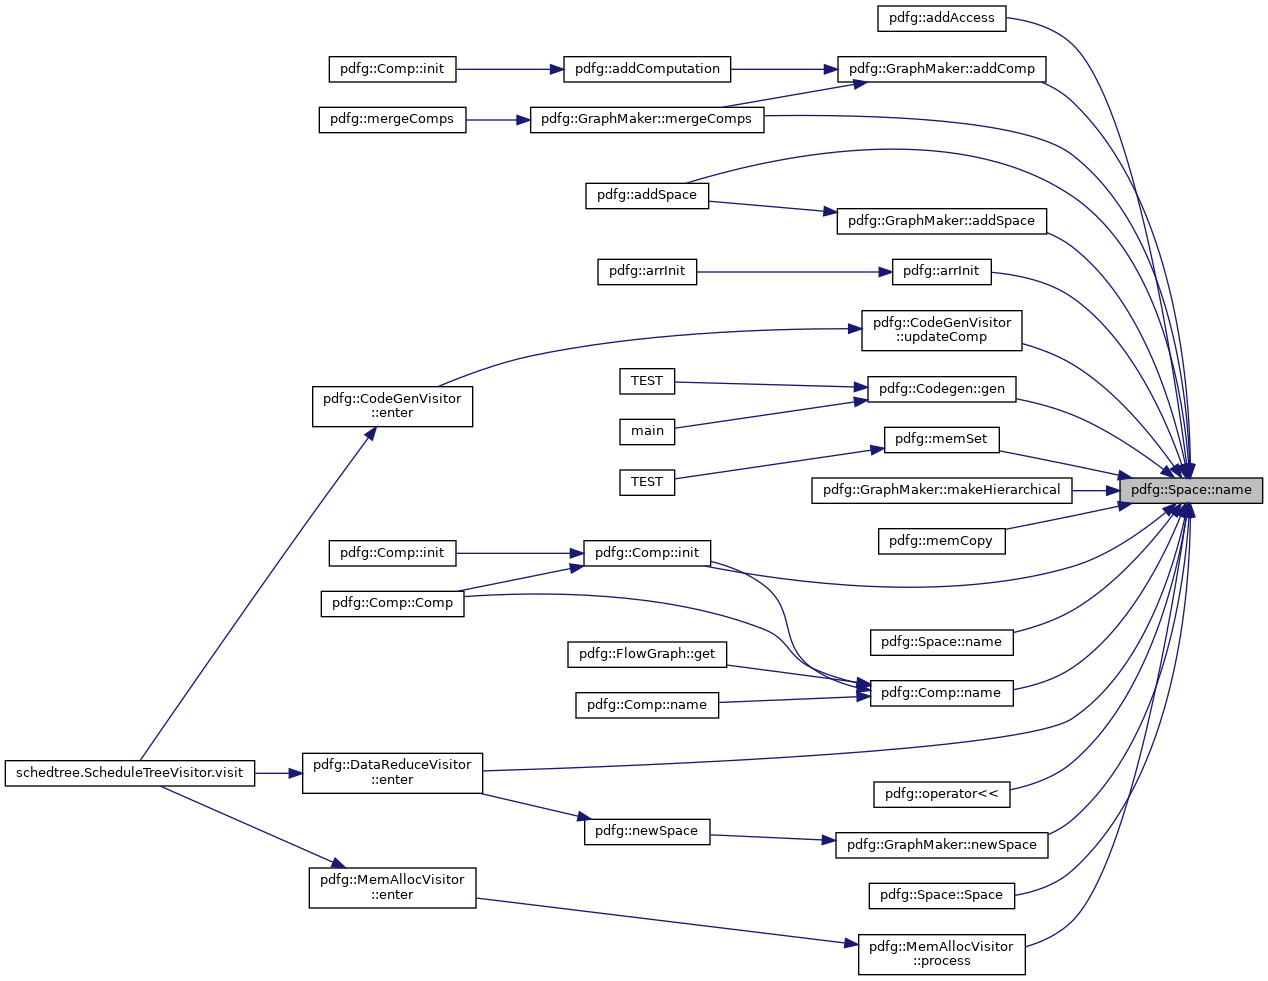 pdfg::addAccess
pdfg::Comp::init
pdfg::addComputation
pdfg::GraphMaker::addComp
pdfg::mergeComps
pdfg::GraphMaker::mergeComps
pdfg::addSpace
pdfg::GraphMaker::addSpace
pdfg::arrInit
pdfg::arrInit
pdfg::CodeGenVisitor
::updateComp
TEST
pdfg::Codegen::gen
pdfg::CodeGenVisitor
::enter
main
pdfg::memSet
TEST
pdfg::GraphMaker::makeHierarchical
pdfg::Space::name
pdfg::memCopy
pdfg::Comp::init
pdfg::Comp::init
pdfg::Comp::Comp
pdfg::Space::name
pdfg::FlowGraph::get
pdfg::Comp::name
pdfg::Comp::name
schedtree.ScheduleTreeVisitor.visit
pdfg::DataReduceVisitor
::enter
pdfg::operator<<
pdfg::newSpace
pdfg::GraphMaker::newSpace
pdfg::MemAllocVisitor
::enter
pdfg::Space::Space
pdfg::MemAllocVisitor
::process